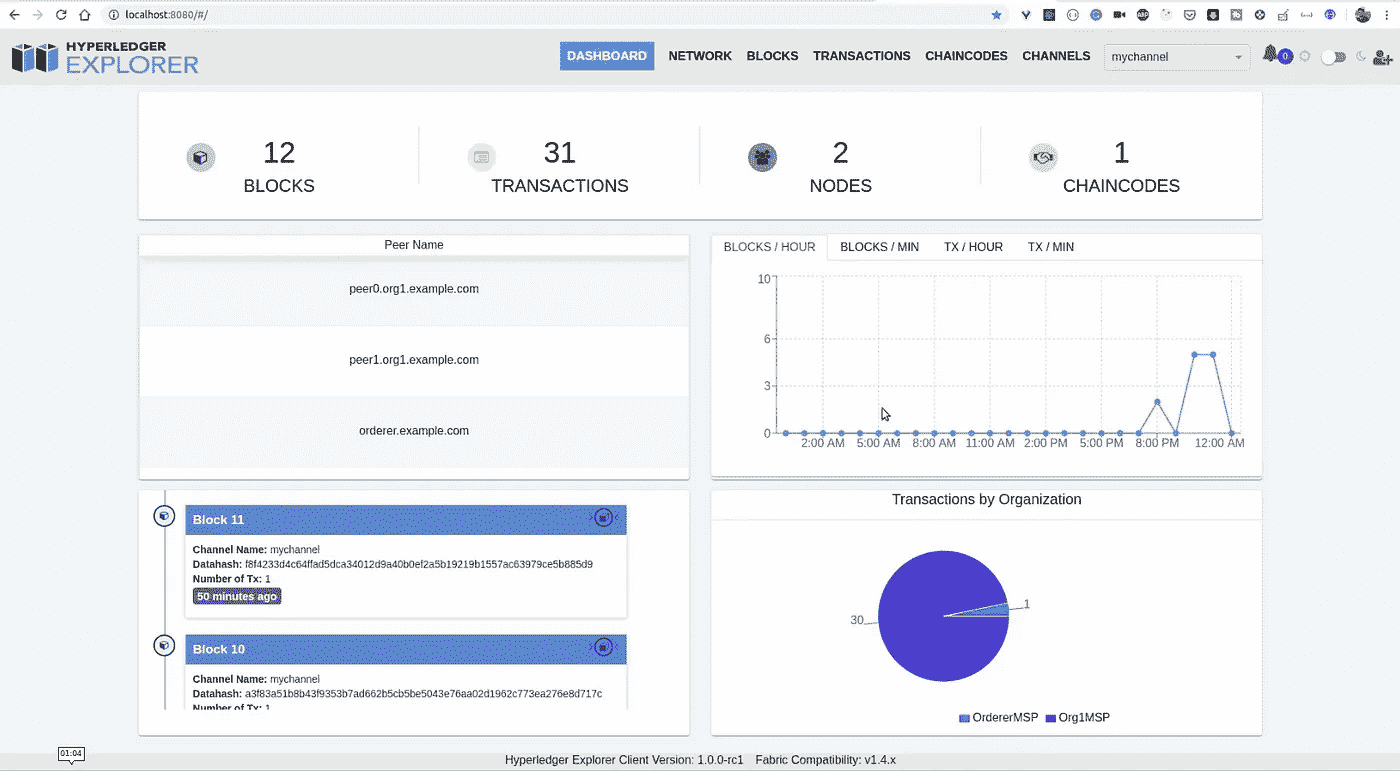 localhost:8080/#/
HYPERLEDGER
EXPLORER
DASHBOARD NETWORK BLOCKS TRANSACTIONS CHAINCODES CHANNELS mychannel 0
12 31 2 1
BLOCKS TRANSACTIONS NODES CHAINCODES
Peer Name
peer0.org1.example.com
peer1.org1.example.com
orderer.example.com
BLOCKS / HOUR BLOCKS / MIN TX / HOUR TX / MIN
10
6
3
0
2:00 AM 5:00 AM 8:00 AM 11:00 AM 2:00 PM 5:00 PM 8:00 PM 12:00 AM
Block 11
Channel Name: mychannel
Datahash: f8f4233d4c64ffad5dca34012d9a40b0ef2a5b19219b1557ac63979ce5b885d9
Number of Tx: 1
50 minutes ago
Block 10
Channel Name: mychannel
Datahash: a3f83a51b8b43f9353b7ad662b5cb5be5043e76aa02d1962c773ea276e8d717c
Number of Tx: 1
Transactions by Organization
30
1
OrdererMSP Org1MSP
01:04
Hyperledger Explorer Client Version: 1.0.0-rc1 Fabric Compatibility: v1.4.x